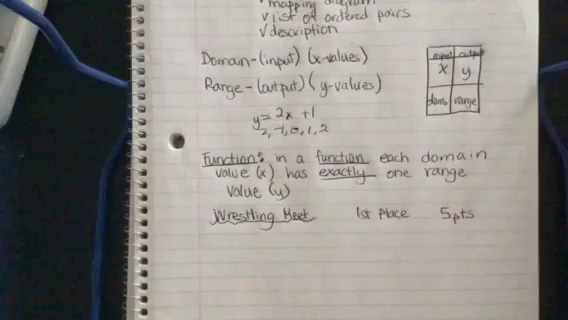 √ mapping diagram
√ list of ordered pairs
√ description
Domain-(input) (x-values)
Range-(output) (y-values)
input output
x y
dom. range
y=2x+1
2,-1,0,1,2
Function: in a function each domain
value (x) has exactly one range
value (y)
Wrestling Meet 1st Place 5pts